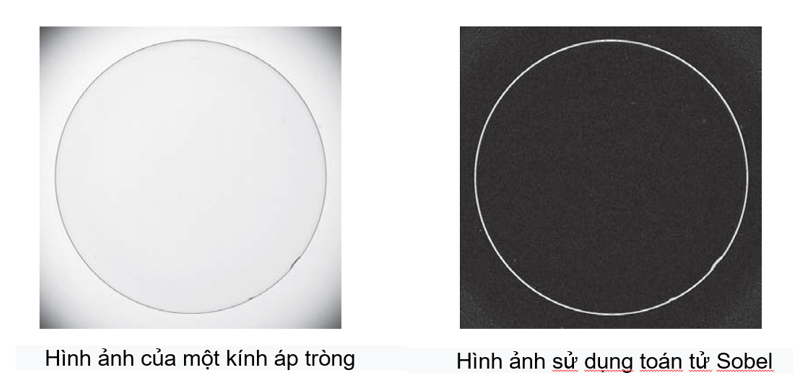 Hình ảnh của một kính áp tròng
Hình ảnh sử dụng toán tử Sobel